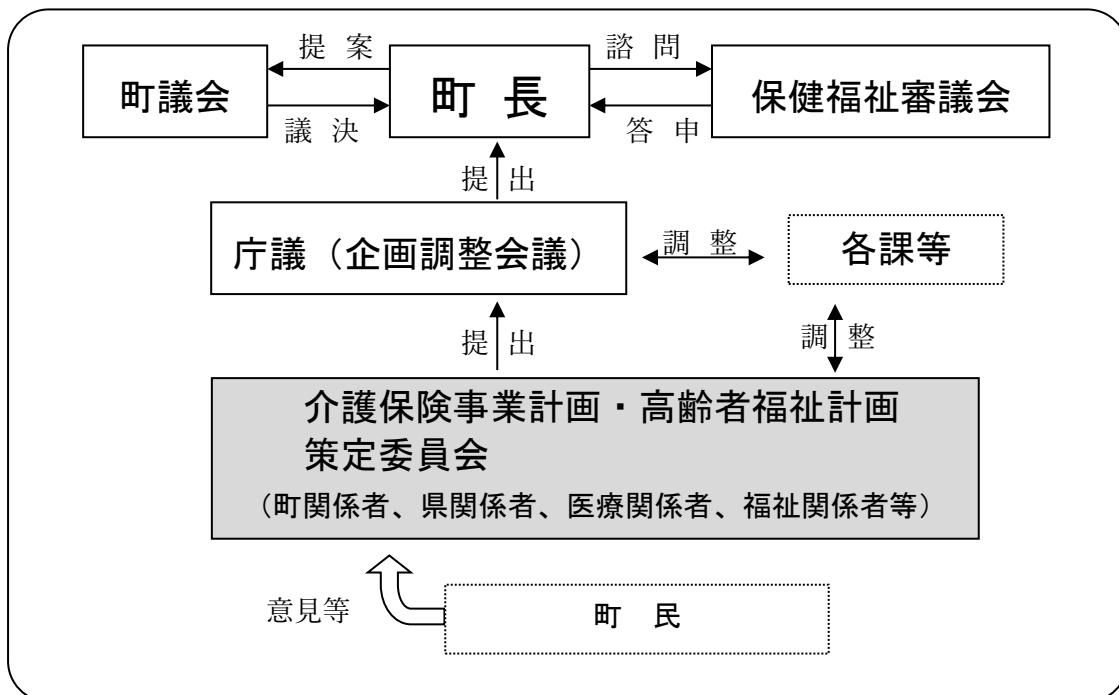 提 案
諮 問
町議会
町 長
保健福祉審議会
議 決
答 申
提 出
庁議（企画調整会議）
調 整
各課等
提 出
調 整
介護保険事業計画・高齢者福祉計画
策定委員会
（町関係者、県関係者、医療関係者、福祉関係者等）
意見等
町 民